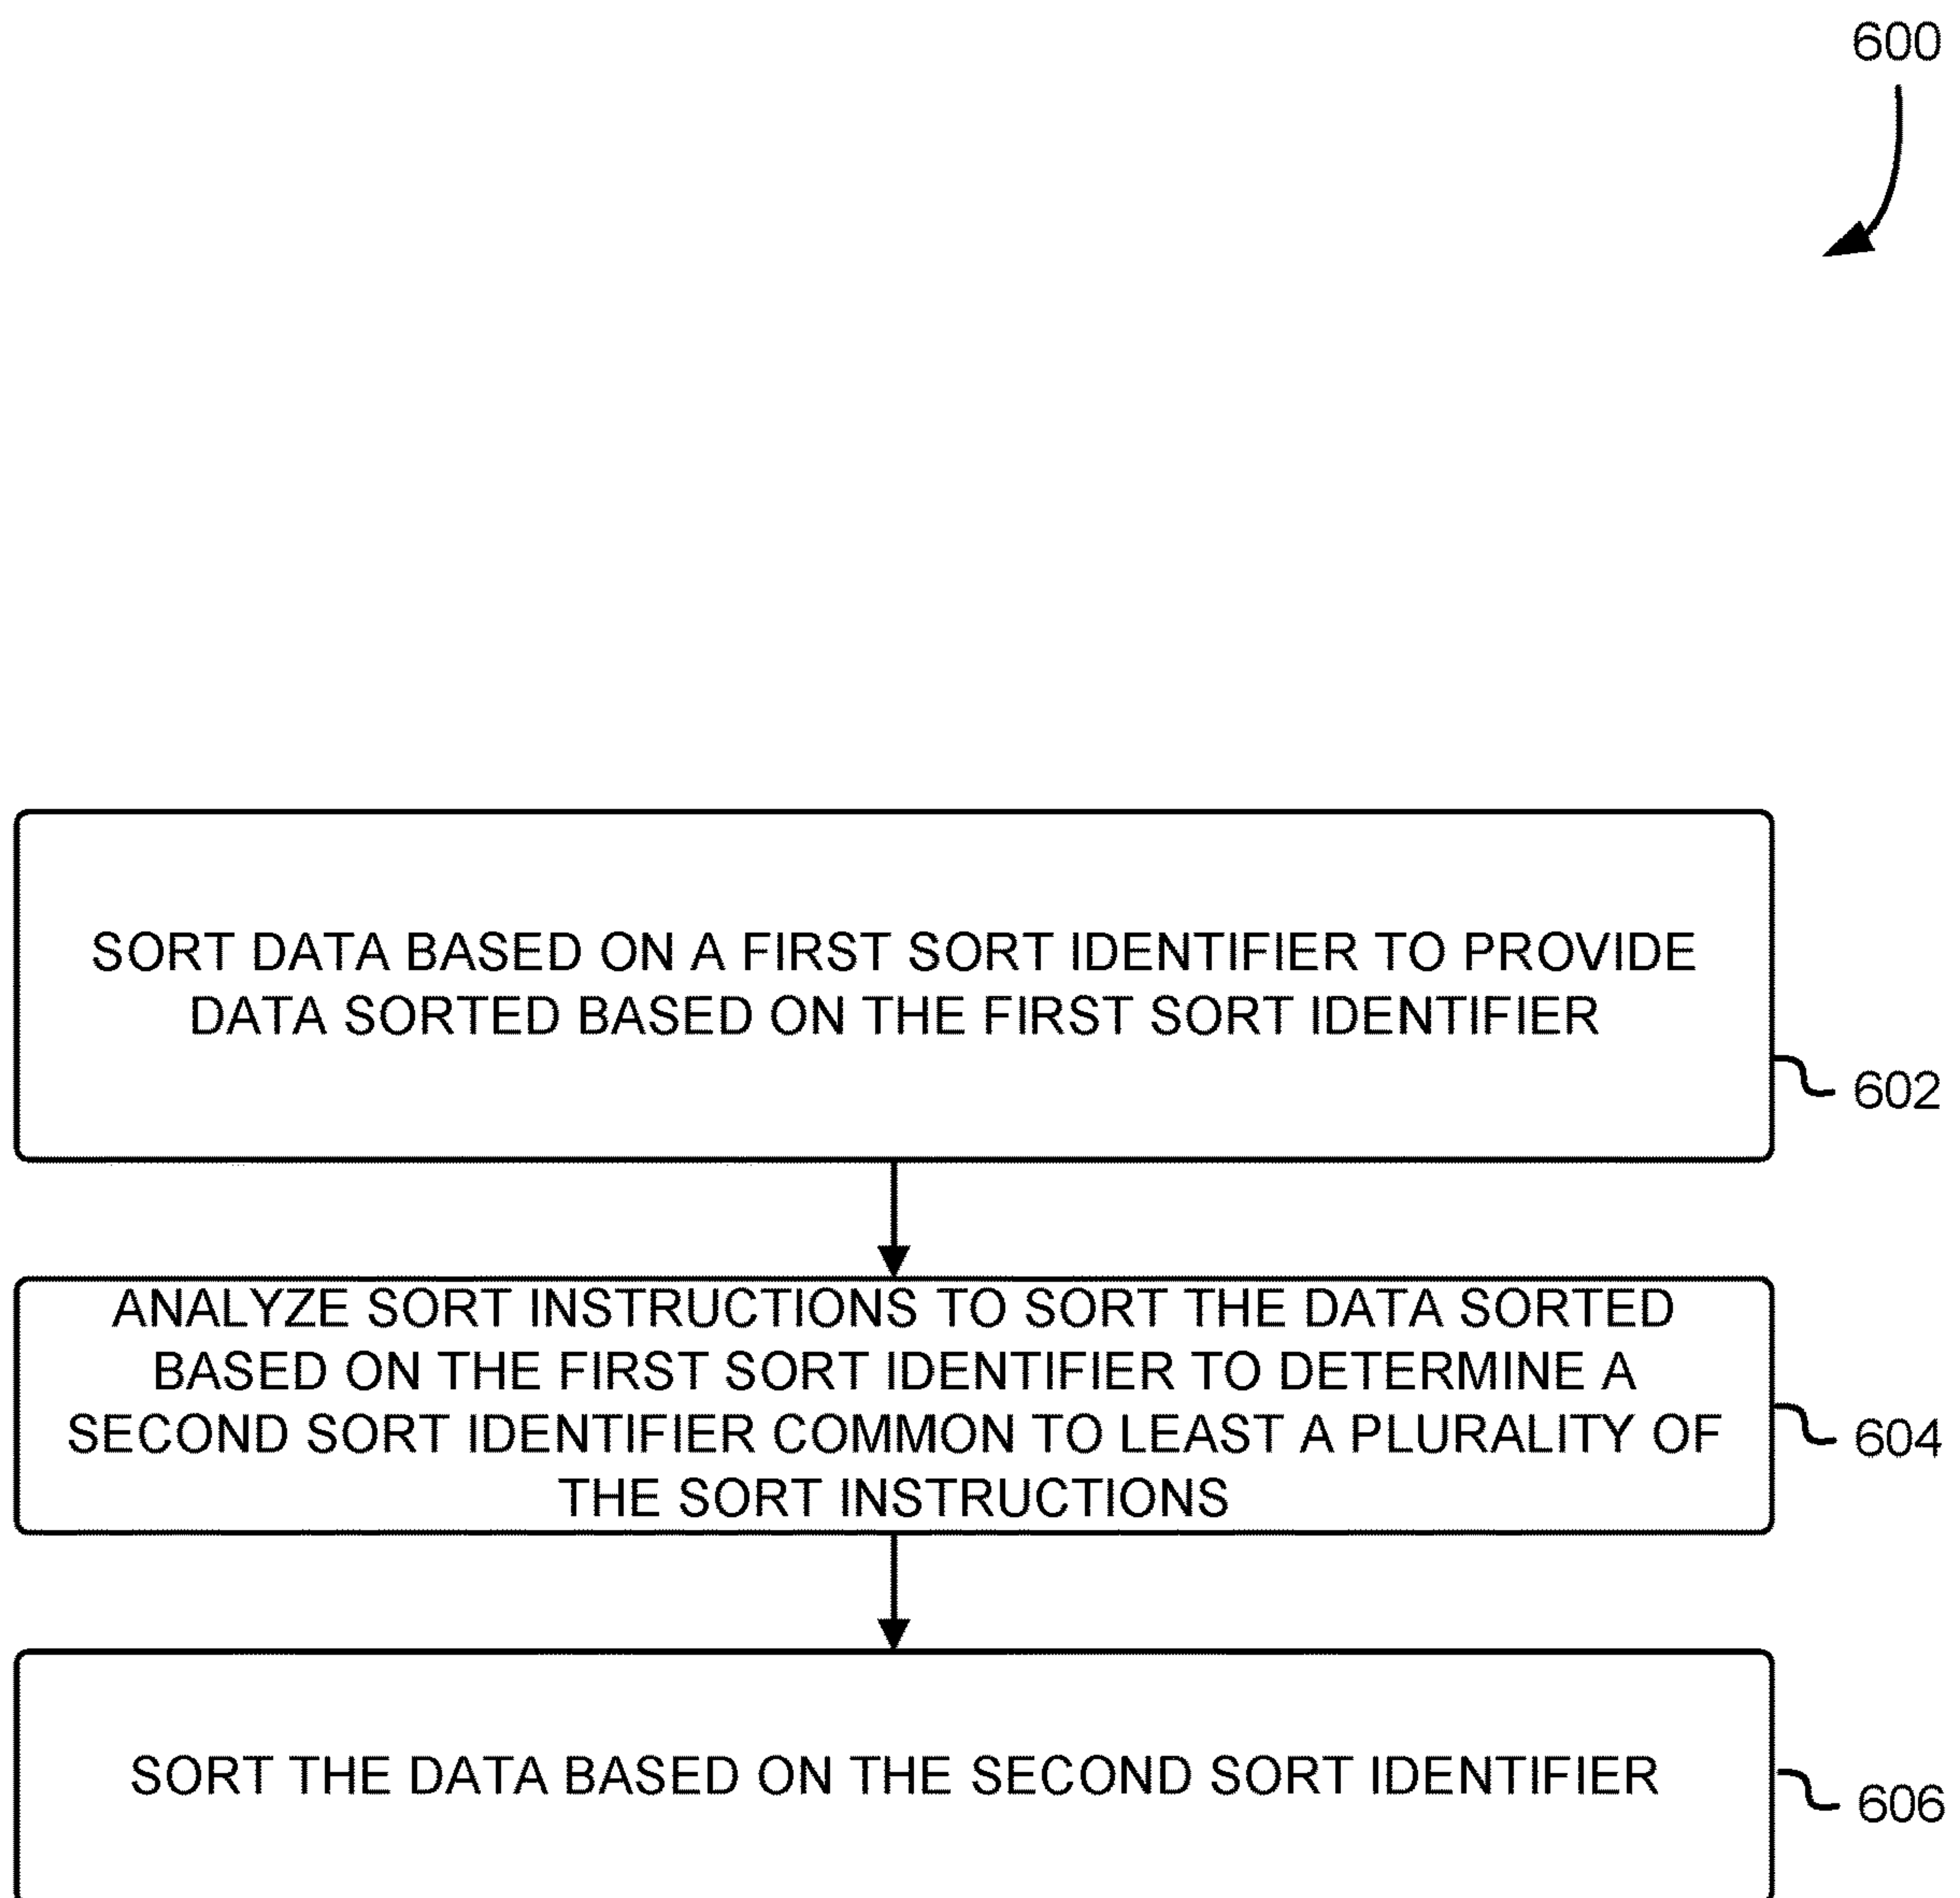 600
SORT DATA BASED ON A FIRST SORT IDENTIFIER TO PROVIDE
DATA SORTED BASED ON THE FIRST SORT IDENTIFIER
602
ANALYZE SORT INSTRUCTIONS TO SORT THE DATA SORTED
BASED ON THE FIRST SORT IDENTIFIER TO DETERMINE A
SECOND SORT IDENTIFIER COMMON TO LEAST A PLURALITY OF
THE SORT INSTRUCTIONS
604
SORT THE DATA BASED ON THE SECOND SORT IDENTIFIER
606